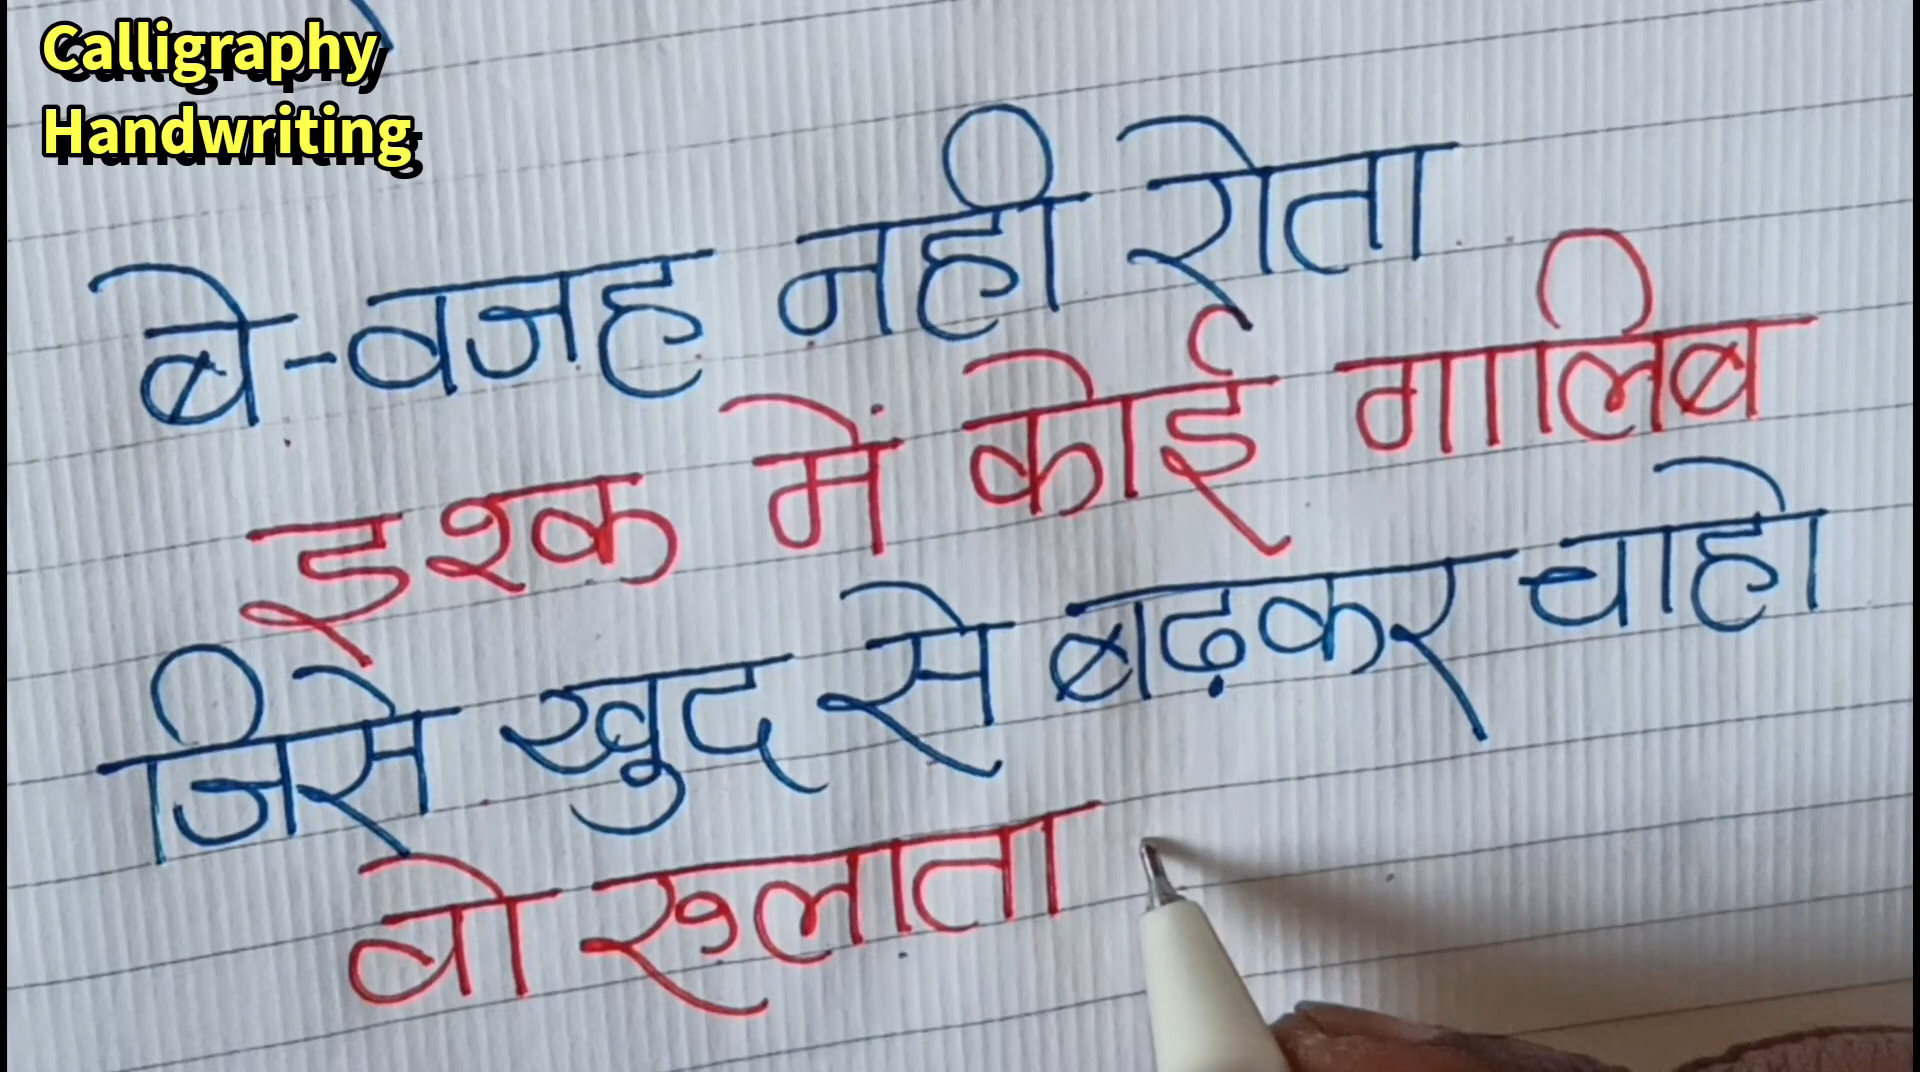 Calligraphy
Handwriting
बे-वजह नही रोता
इश्क में कोई गालिब
जिसे खुद से बढ़कर चाहो
वो रूलाता